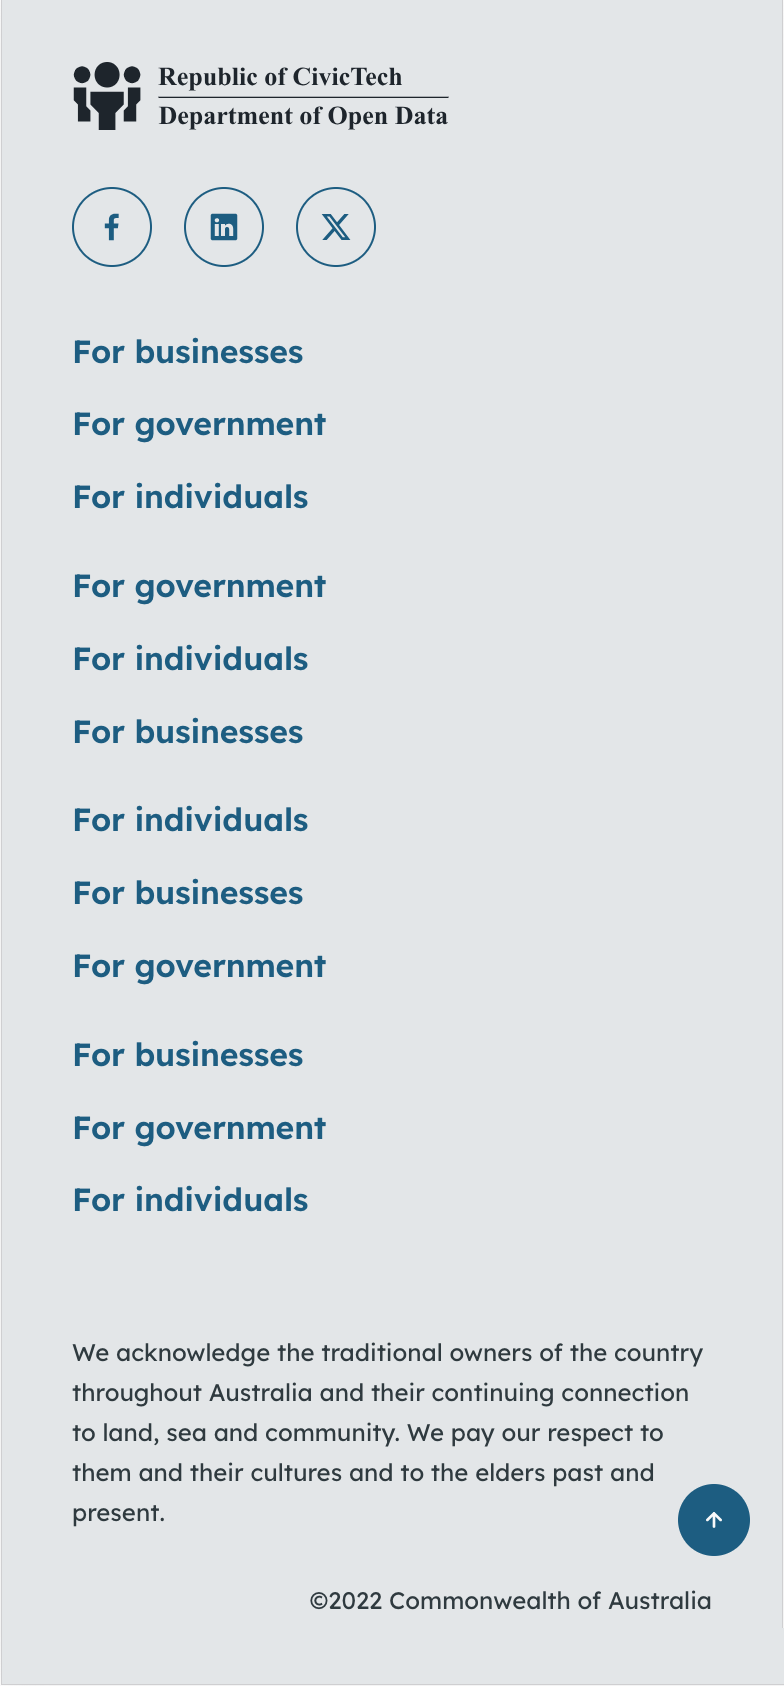 Republic of CivicTech
Department of Open Data
For businesses
For government
For individuals
For government
For individuals
For businesses
For individuals
For businesses
For government
For businesses
For government
For individuals
We acknowledge the traditional owners of the country
throughout Australia and their continuing connection
to land, sea and community. We pay our respect to
them and their cultures and to the elders past and
present.
©2022 Commonwealth of Australia